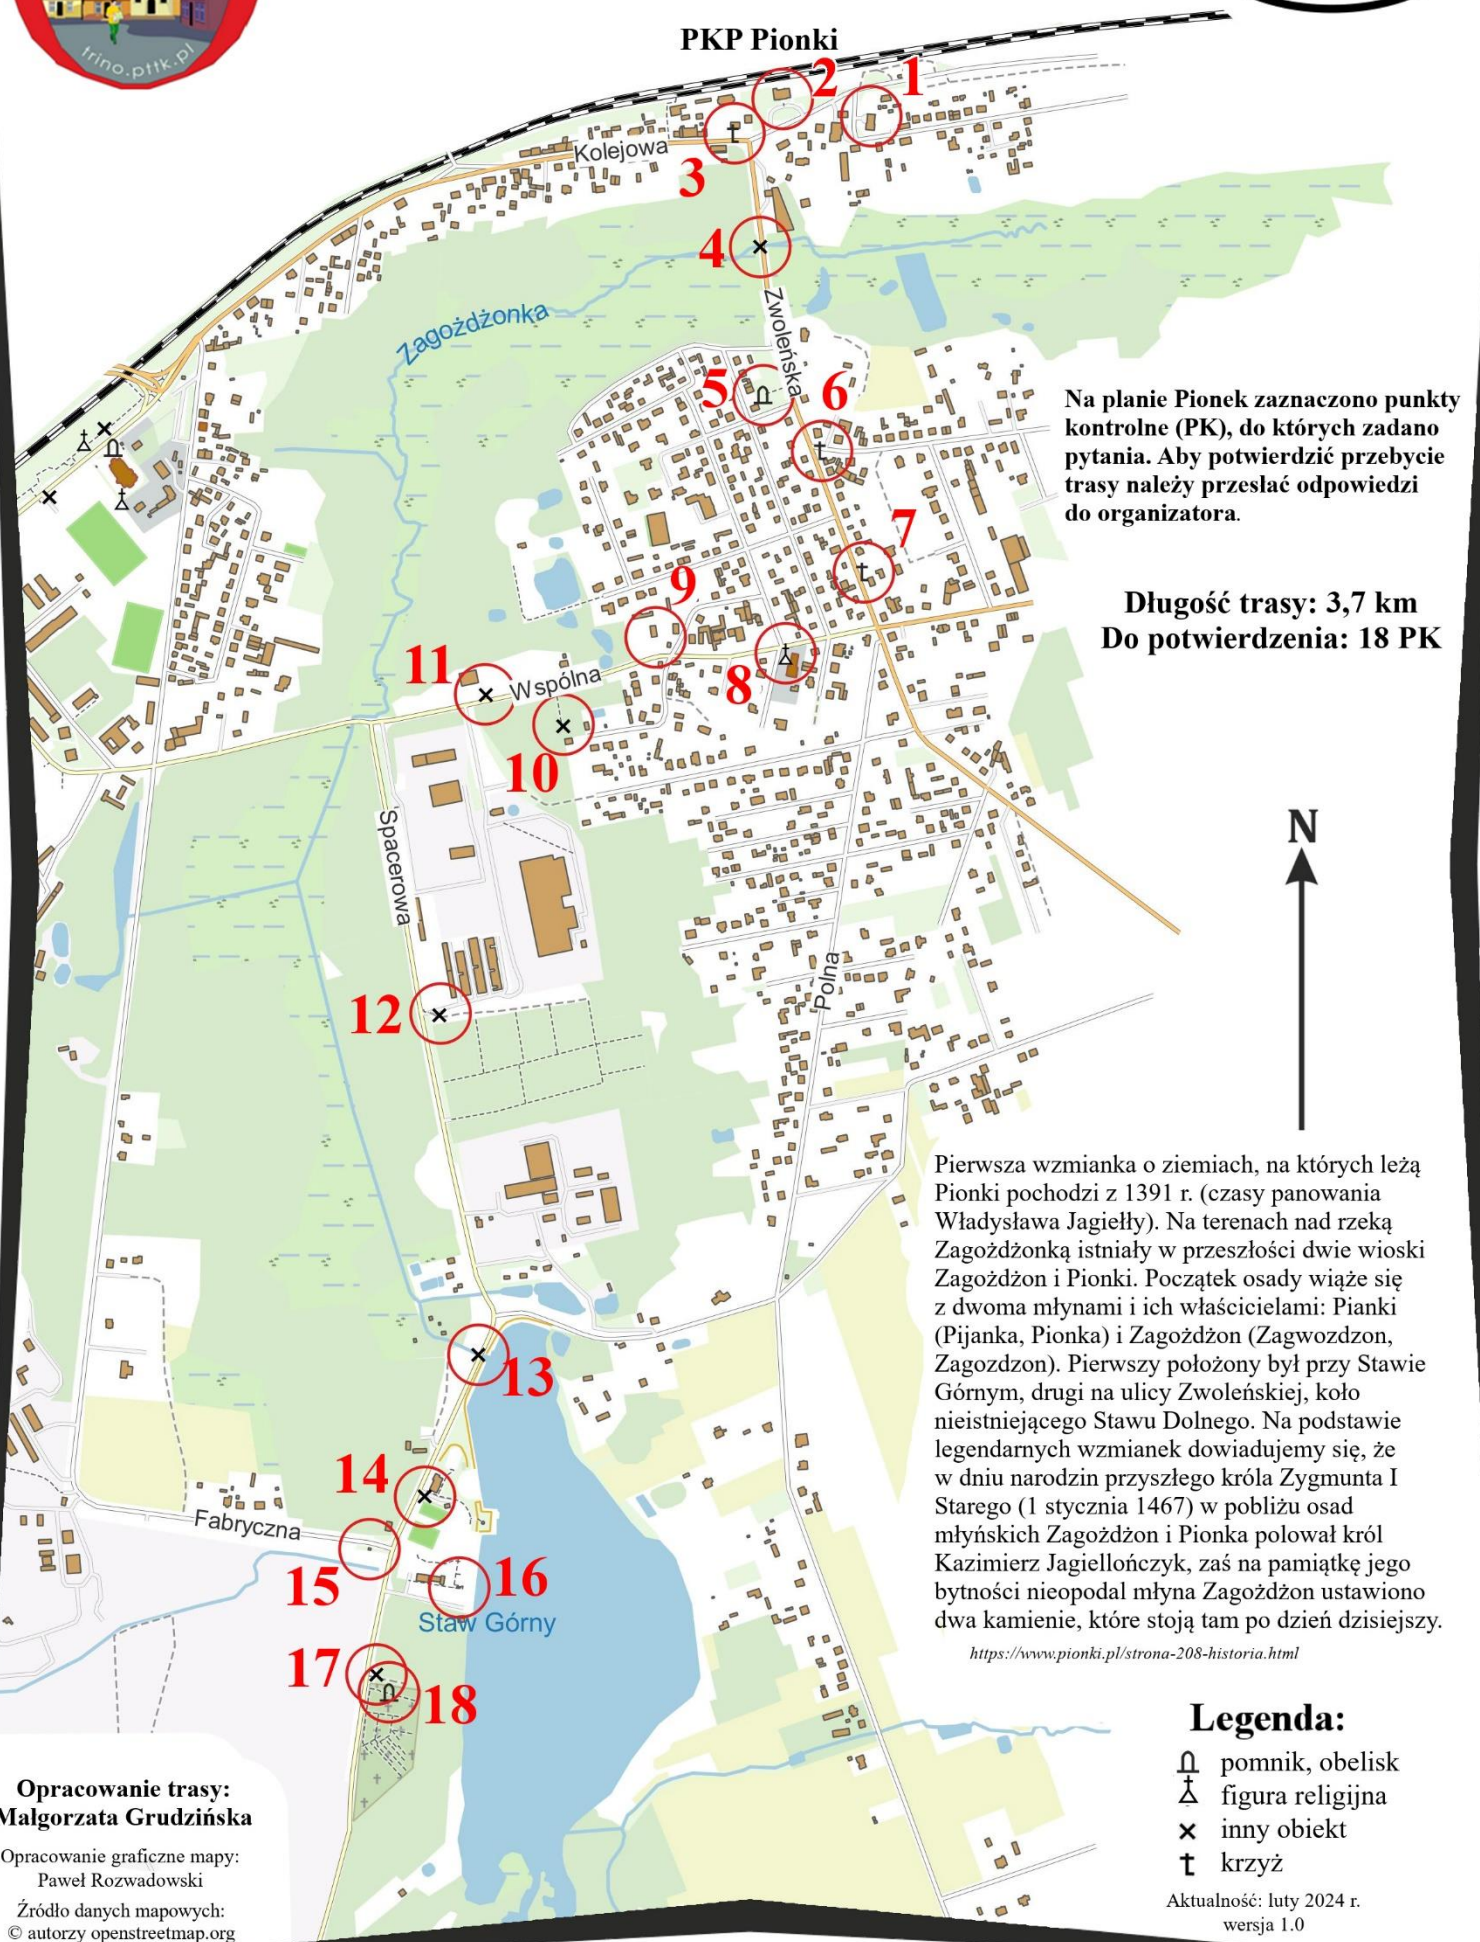 trino.pttk.pl
PKP Pionki
2
1
Kolejowa
3
4
Zagożdżonka
Zwoleńska
5
6
Na planie Pionek zaznaczono punkty
kontrolne (PK), do których zadano
pytania. Aby potwierdzić przebycie
trasy należy przesłać odpowiedzi
do organizatora.
7
9
Długość trasy: 3,7 km
Do potwierdzenia: 18 PK
11
Wspólna
8
10
Spacerowa
N
Polna
12
Pierwsza wzmianka o ziemiach, na których leżą
Pionki pochodzi z 1391 r. (czasy panowania
Władysława Jagiełły). Na terenach nad rzeką
Zagożdżonką istniały w przeszłości dwie wioski
Zagożdżon i Pionki. Początek osady wiąże się
z dwoma młynami i ich właścicielami: Pianki
(Pijanka, Pionka) i Zagożdżon (Zagwozdzon,
Zagozdzon). Pierwszy położony był przy Stawie
Górnym, drugi na ulicy Zwoleńskiej, koło
nieistniejącego Stawu Dolnego. Na podstawie
legendarnych wzmianek dowiadujemy się, że
w dniu narodzin przyszłego króla Zygmunta I
Starego (1 stycznia 1467) w pobliżu osad
młyńskich Zagożdżon i Pionka polował król
Kazimierz Jagiellończyk, zaś na pamiątkę jego
bytności nieopodal młyna Zagożdżon ustawiono
dwa kamienie, które stoją tam po dzień dzisiejszy.
https://www.pionki.pl/strona-208-historia.html
13
14
Fabryczna
15
16
Staw Górny
17
18
Legenda:
pomnik, obelisk
figura religijna
inny obiekt
krzyż
Aktualność: luty 2024 r.
wersja 1.0
Opracowanie trasy:
Małgorzata Grudzińska
Opracowanie graficzne mapy:
Paweł Rozwadowski
Źródło danych mapowych:
© autorzy openstreetmap.org